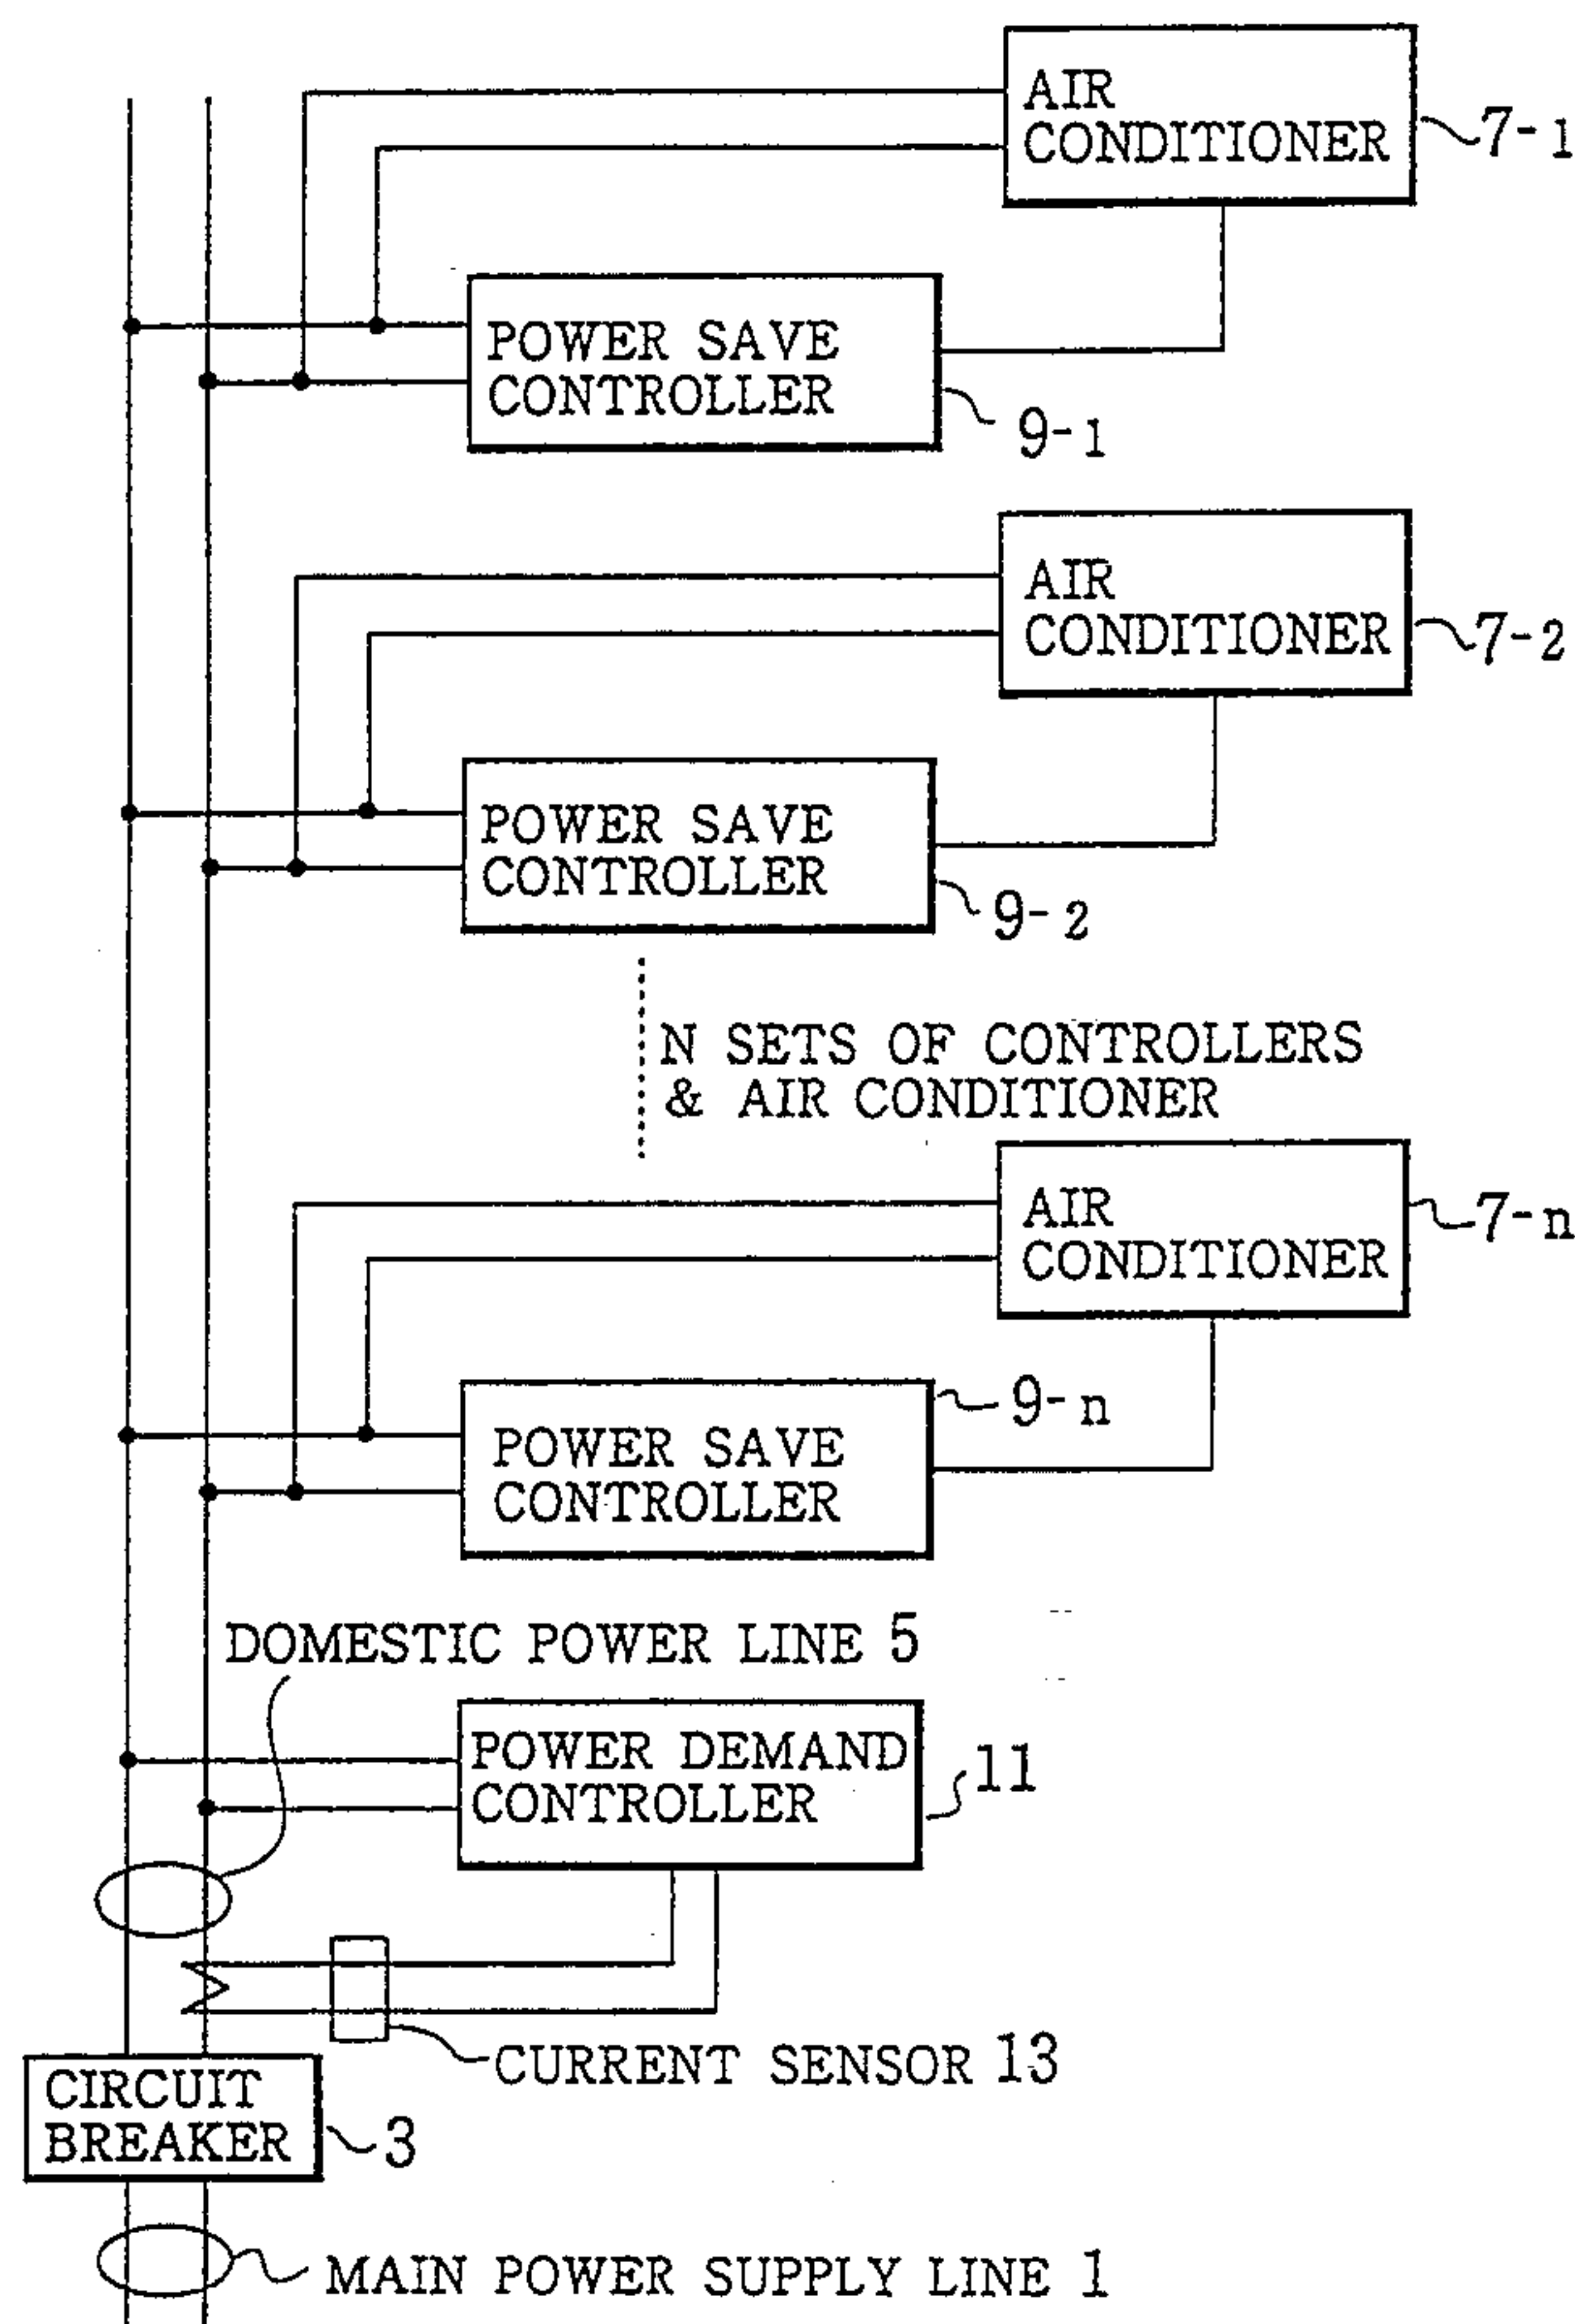 AIR
CONDITIONER
7-1
POWER SAVE
CONTROLLER
9-1
AIR
CONDITIONER
7-2
POWER SAVE
CONTROLLER
9-2
N SETS OF CONTROLLERS
& AIR CONDITIONER
AIR
CONDITIONER
7-n
9-n
POWER SAVE
CONTROLLER
DOMESTIC POWER LINE 5
POWER DEMAND
CONTROLLER
11
CURRENT SENSOR 13
CIRCUIT
BREAKER
3
MAIN POWER SUPPLY LINE 1